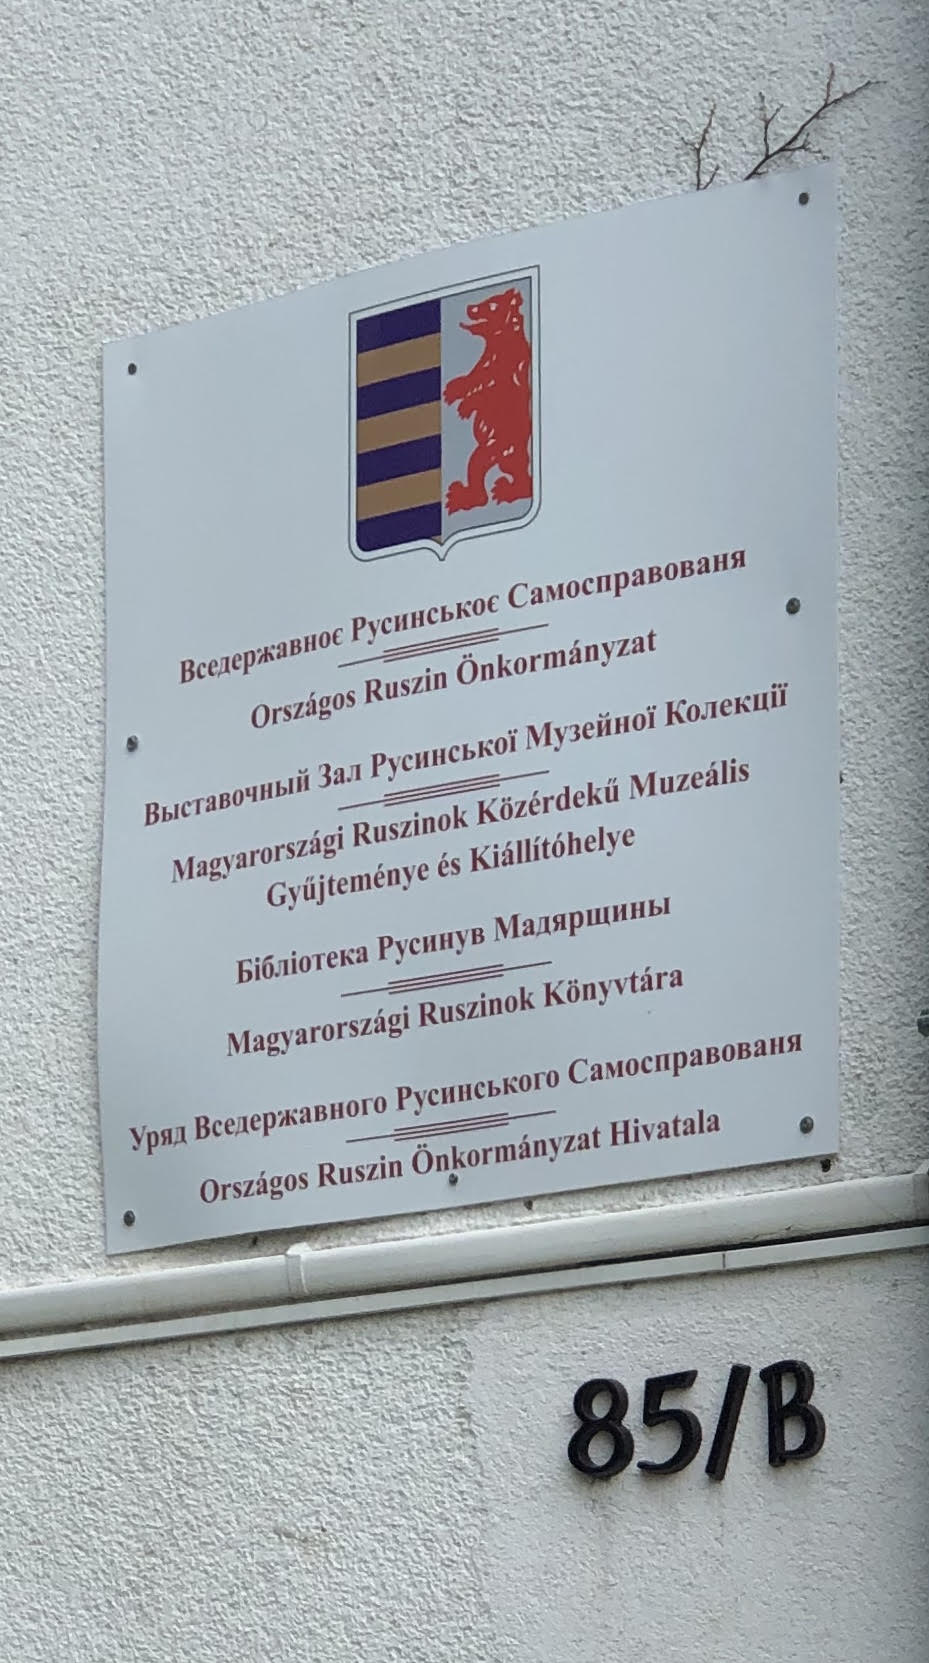 Вседержавноє Русинськоє Самосправованя
Országos Ruszin Önkormányzat
Выставочный Зал Русинської Музейної Колекції
Magyarországi Ruszinok Közérdekű Muzeális
Gyűjteménye és Kiállítóhelye
Бібліотека Русинув Мадярщины
Magyarországi Ruszinok Könyvtára
Уряд Вседержавного Русинського Самосправованя
Országos Ruszin Önkormányzat Hivatala
85/B